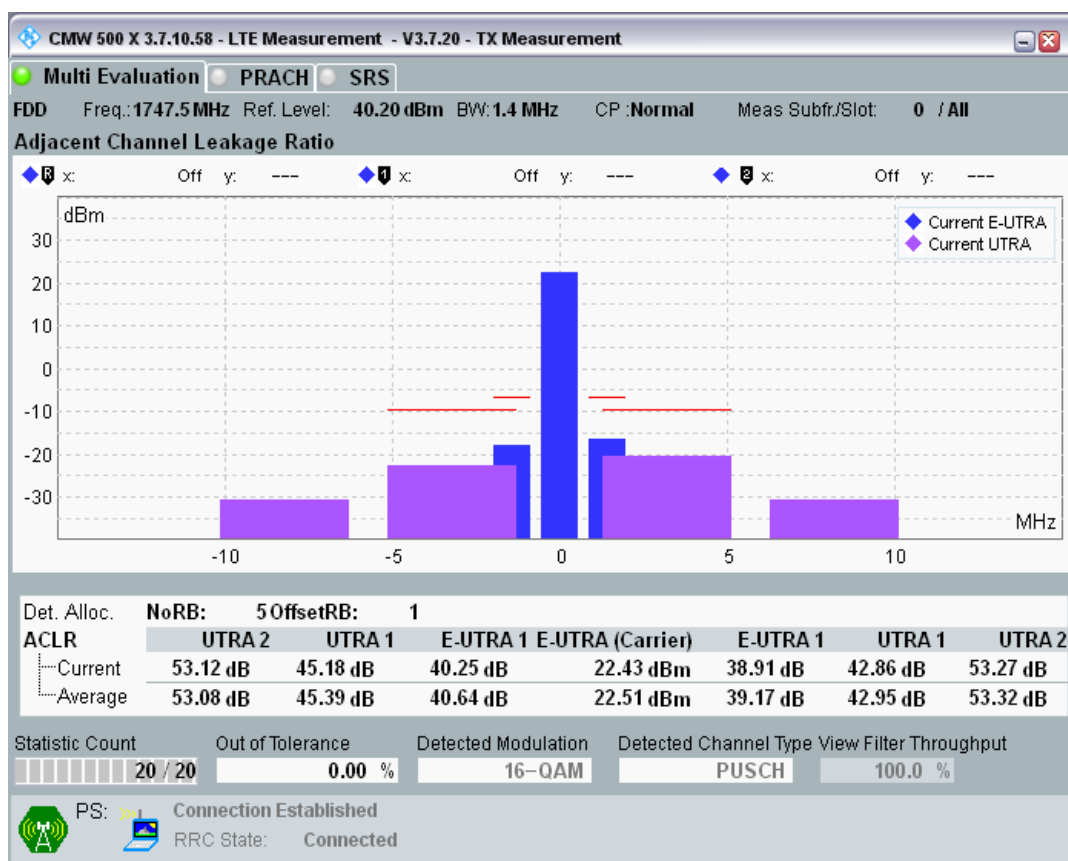 CMW 500 X 3.7.10.58 - LTE Measurement - V3.7.20 - TX Measurement
Multi Evaluation PRACH SRS
FDD Freq.: 1747.5 MHz Ref. Level: 40.20 dBm BW: 1.4 MHz CP :Normal Meas Subfr./Slot: 0 / All
Adjacent Channel Leakage Ratio
R x: Off y: --- 1 x: Off y: --- 2 x: Off y: ---
dBm
Current E-UTRA
Current UTRA
30
20
10
0
-10
-20
-30
MHz
-10 -5 0 5 10
Det. Alloc. NoRB: 5 OffsetRB: 1
ACLR UTRA 2 UTRA 1 E-UTRA 1 E-UTRA (Carrier) E-UTRA 1 UTRA 1 UTRA 2
Current 53.12 dB 45.18 dB 40.25 dB 22.43 dBm 38.91 dB 42.86 dB 53.27 dB
Average 53.08 dB 45.39 dB 40.64 dB 22.51 dBm 39.17 dB 42.95 dB 53.32 dB
Statistic Count Out of Tolerance Detected Modulation Detected Channel Type View Filter Throughput
20 / 20 0.00 % 16-QAM PUSCH 100.0 %
PS: Connection Established
RRC State: Connected